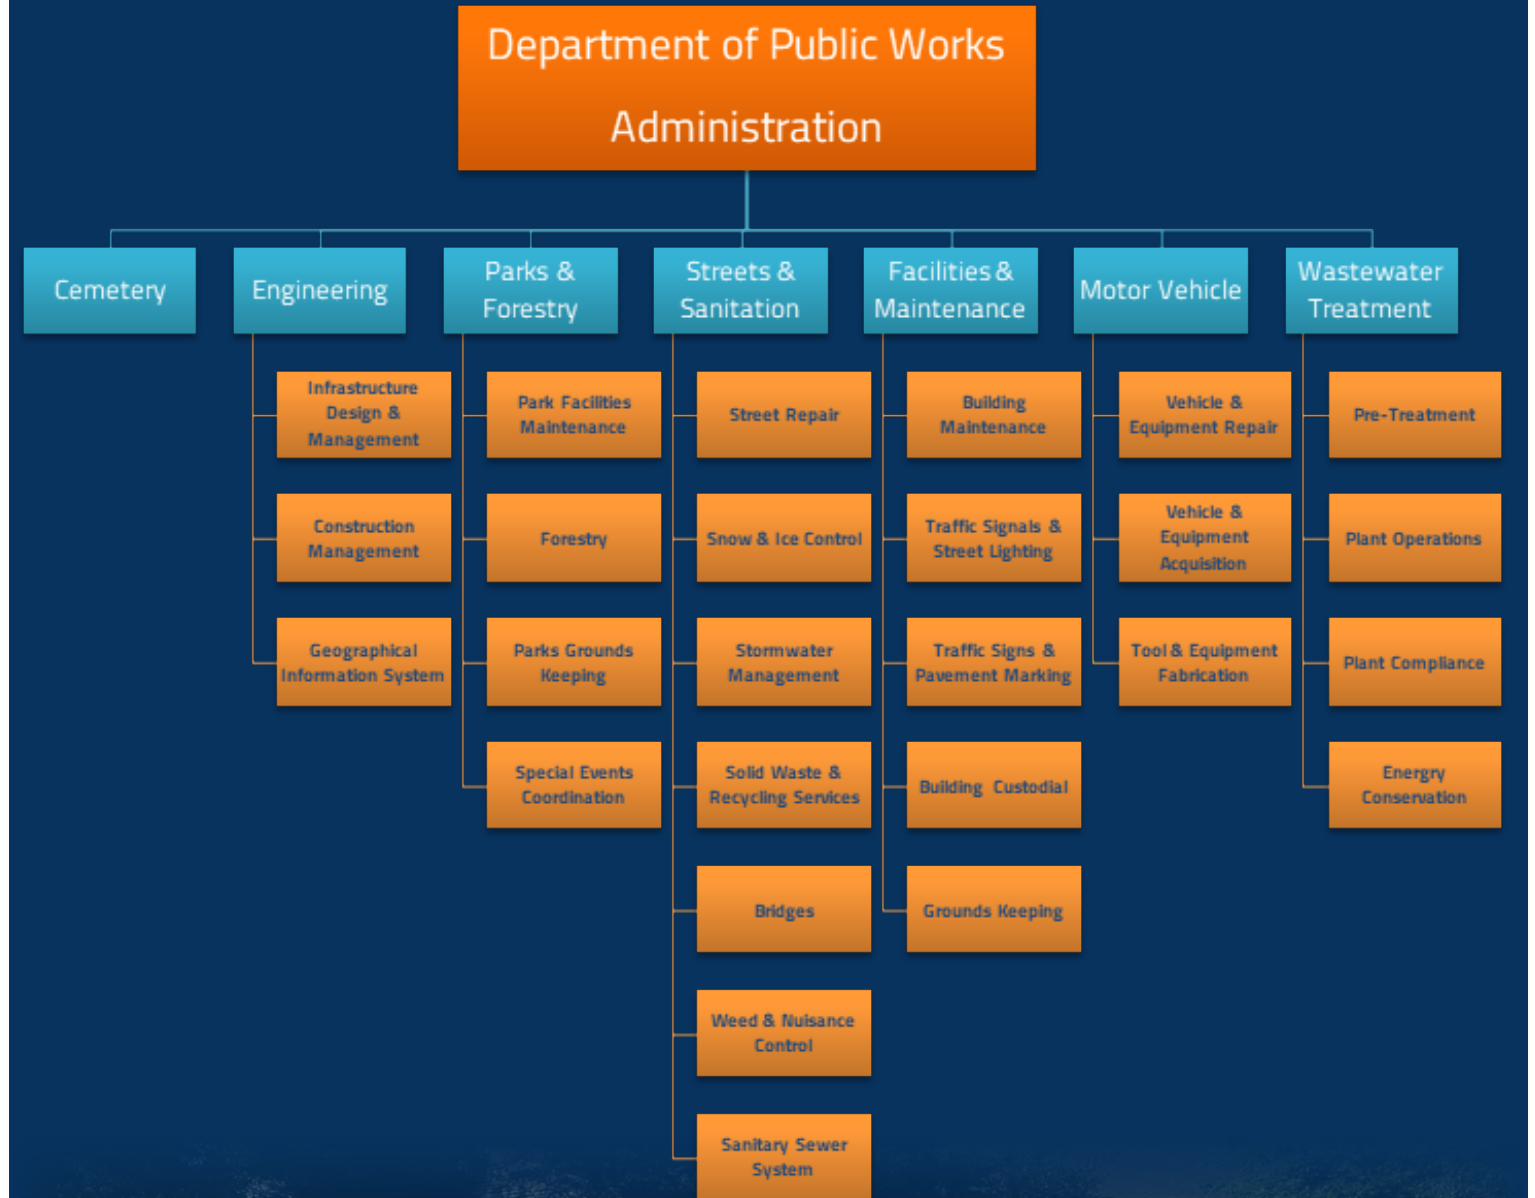 Department of Public Works
Administration
Cemetery
Engineering
Infrastructure
Design &
Management
Construction
Management
Geographical
Information System
Parks &
Forestry
Park Facilities
Maintenance
Forestry
Parks Grounds
Keeping
Special Events
Coordination
Streets &
Sanitation
Street Repair
Snow & Ice Control
Stormwater
Management
Solid Waste &
Recycling Services
Bridges
Weed & Nuisance
Control
Sanitary Sewer
System
Facilities &
Maintenance
Building
Maintenance
Traffic Signals &
Street Lighting
Traffic Signs &
Pavement Marking
Building Custodial
Grounds Keeping
Motor Vehicle
Vehicle &
Equipment Repair
Vehicle &
Equipment
Acquisition
Tool & Equipment
Fabrication
Wastewater
Treatment
Pre-Treatment
Plant Operations
Plant Compliance
Energry
Conservation